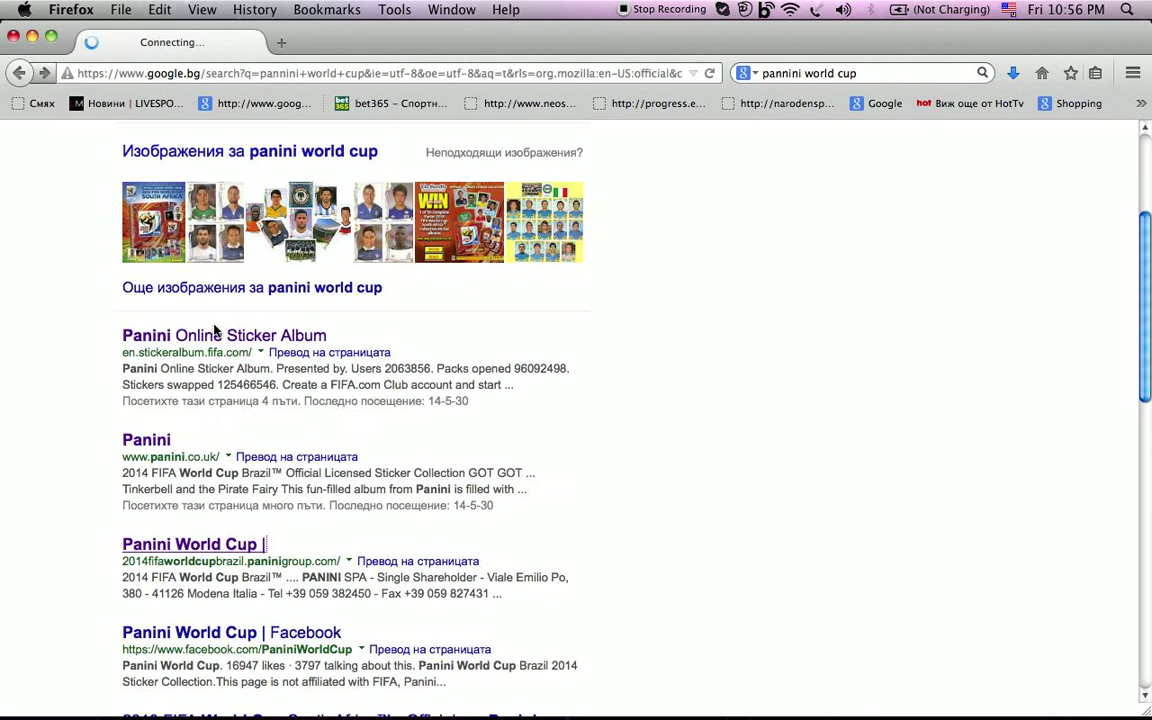 Firefox File Edit View History Bookmarks Tools Window Help Stop Recording (Not Charging) Fri 10:56 PM
Connecting...
https://www.google.bg/search?q=pannini+world+cup&ie=utf-8&oe=utf-8&aq=t&rls=org.mozilla:en-US:official&c pannini world cup
Смях Новини | LIVESPO... http://www.goog... bet365 - Спортн... http://www.neos... http://progress.e... http://narodensp... Google Виж още от HotTv Shopping
Изображения за panini world cup Неподходящи изображения?
WIN
Още изображения за panini world cup
Panini Online Sticker Album
en.stickeralbum.fifa.com/ Превод на страницата
Panini Online Sticker Album. Presented by. Users 2063856. Packs opened 96092498.
Stickers swapped 125466546. Create a FIFA.com Club account and start ...
Посетихте тази страница 4 пъти. Последно посещение: 14-5-30
Panini
www.panini.co.uk/ Превод на страницата
2014 FIFA World Cup Brazil™ Official Licensed Sticker Collection GOT GOT ...
Tinkerbell and the Pirate Fairy This fun-filled album from Panini is filled with ...
Посетихте тази страница много пъти. Последно посещение: 14-5-30
Panini World Cup |
2014fifaworldcupbrazil.paninigroup.com/ Превод на страницата
2014 FIFA World Cup Brazil™ .... PANINI SPA - Single Shareholder - Viale Emilio Po,
380 - 41126 Modena Italia - Tel +39 059 382450 - Fax +39 059 827431 ...
Panini World Cup | Facebook
https://www.facebook.com/PaniniWorldCup Превод на страницата
Panini World Cup. 16947 likes · 3797 talking about this. Panini World Cup Brazil 2014
Sticker Collection.This page is not affiliated with FIFA, Panini...